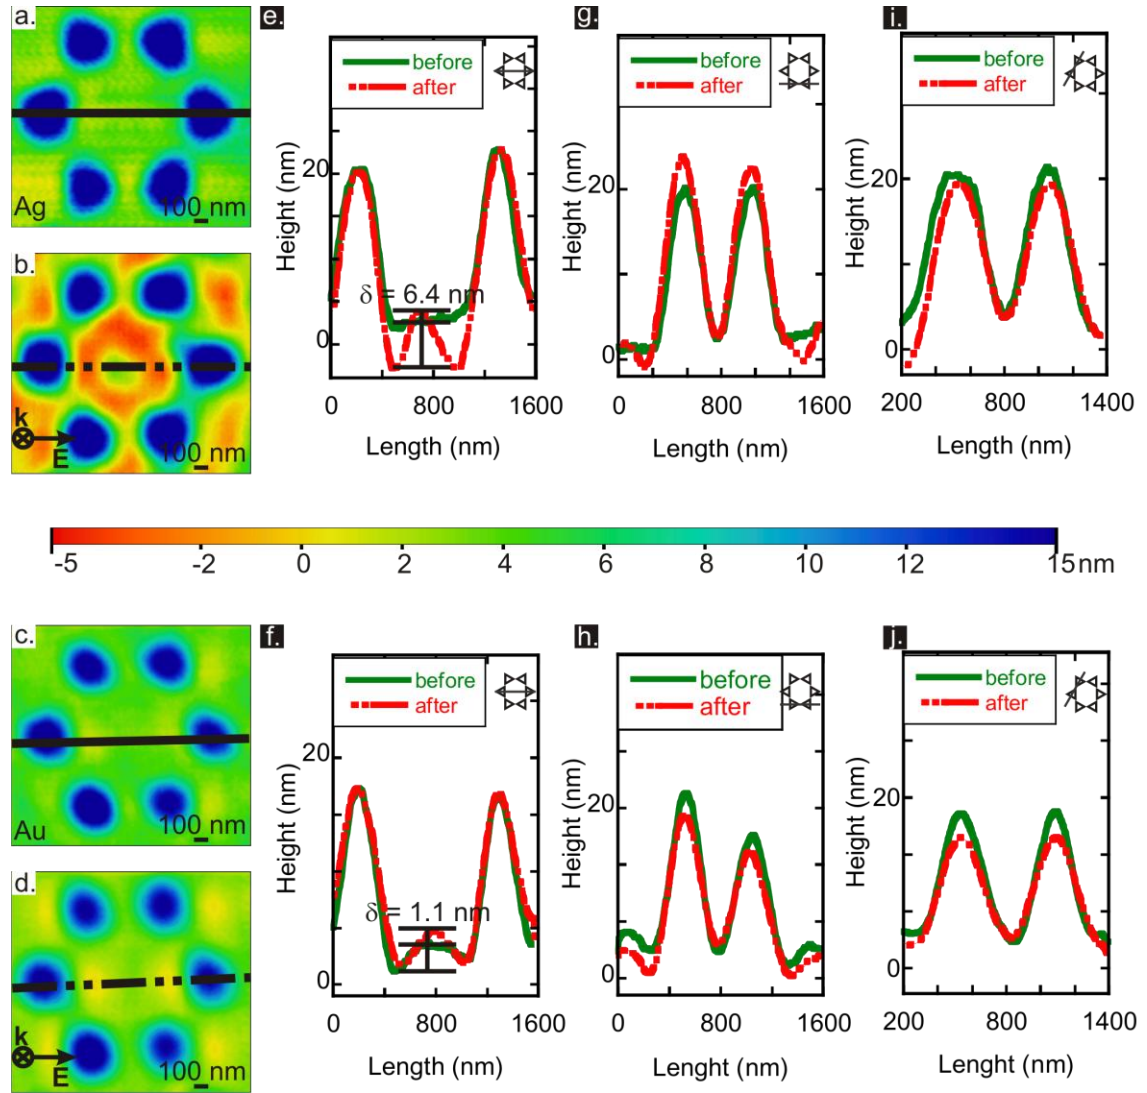 a.
Ag
100 nm
b.
k
E
100 nm
e.
before
after
Height (nm)
20
0
δ = 6.4 nm
0 800 1600
Length (nm)
g.
before
after
Height (nm)
20
0
0 800 1600
Length (nm)
i.
before
after
Height (nm)
20
0
200 800 1400
Length (nm)
-5 -2 0 2 4 6 8 10 12 15 nm
c.
Au
100 nm
d.
k
E
100 nm
f.
before
after
Height (nm)
20
0
δ = 1.1 nm
0 800 1600
Length (nm)
h.
before
after
Height (nm)
20
0
0 800 1600
Lenght (nm)
j.
before
after
Height (nm)
20
0
200 800 1400
Lenght (nm)